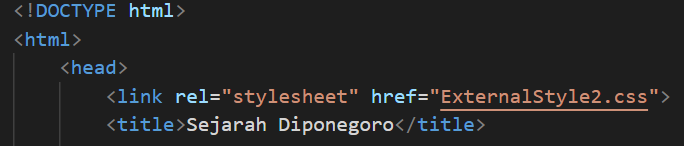 <!DOCTYPE html>
<html>
<head>
<link rel="stylesheet" href="ExternalStyle2.css">
<title>Sejarah Diponegoro</title>